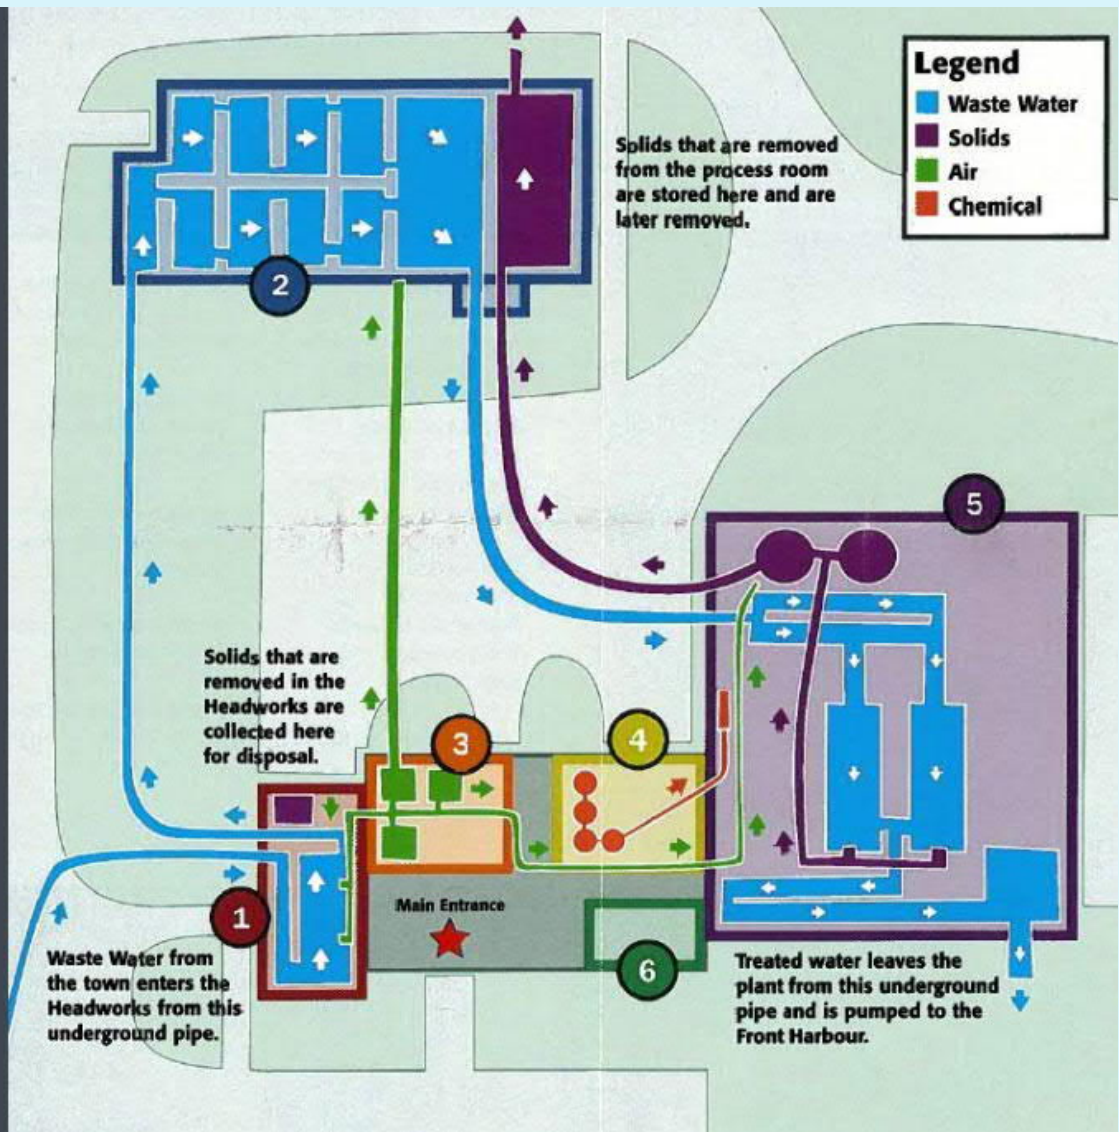 Legend
Waste Water
Solids
Air
Chemical
Solids that are removed
from the process room
are stored here and are
later removed.
2
5
Solids that are
removed in the
Headworks are
collected here
for disposal.
3
4
1
Main Entrance
6
Waste Water from
the town enters the
Headworks from this
underground pipe.
Treated water leaves the
plant from this underground
pipe and is pumped to the
Front Harbour.